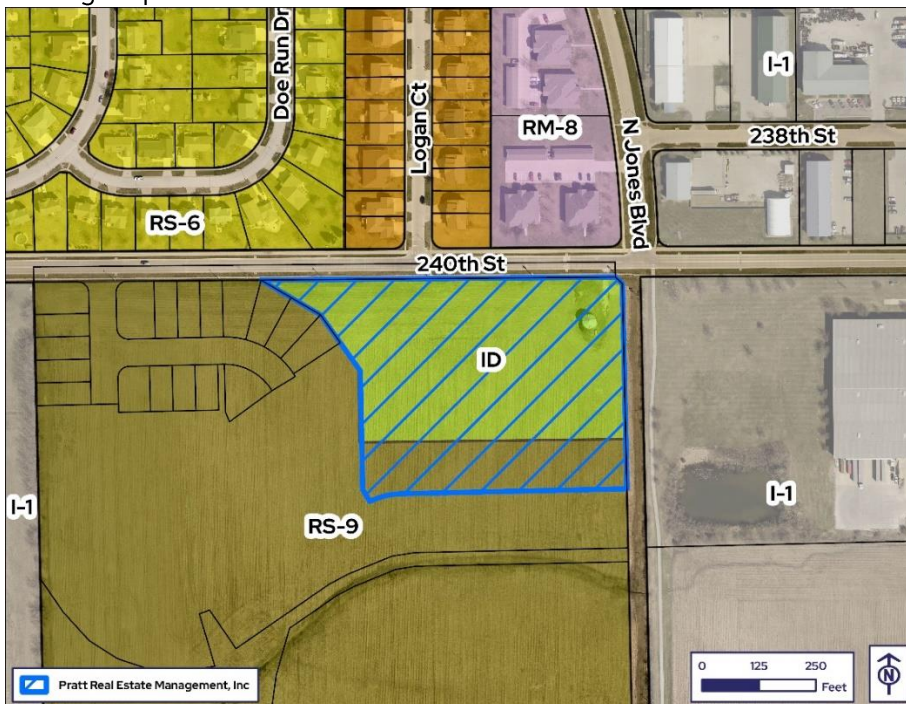 Doe Run Dr
Logan Ct
I-1
RM-8
238th St
N Jones Blvd
RS-6
240th St
ID
I-1
I-1
RS-9
Pratt Real Estate Management, Inc
0 125 250
Feet
N